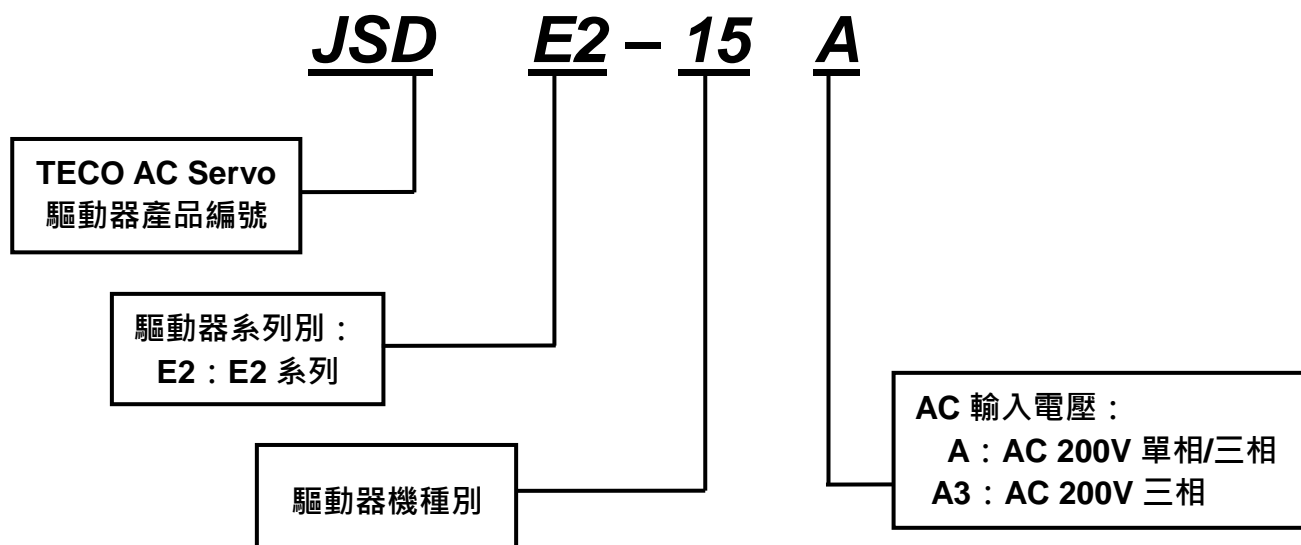 JSD E2 – 15 A
TECO AC Servo
驅動器產品編號
驅動器系列別：
E2：E2 系列
驅動器機種別
AC 輸入電壓：
A：AC 200V 單相/三相
A3：AC 200V 三相